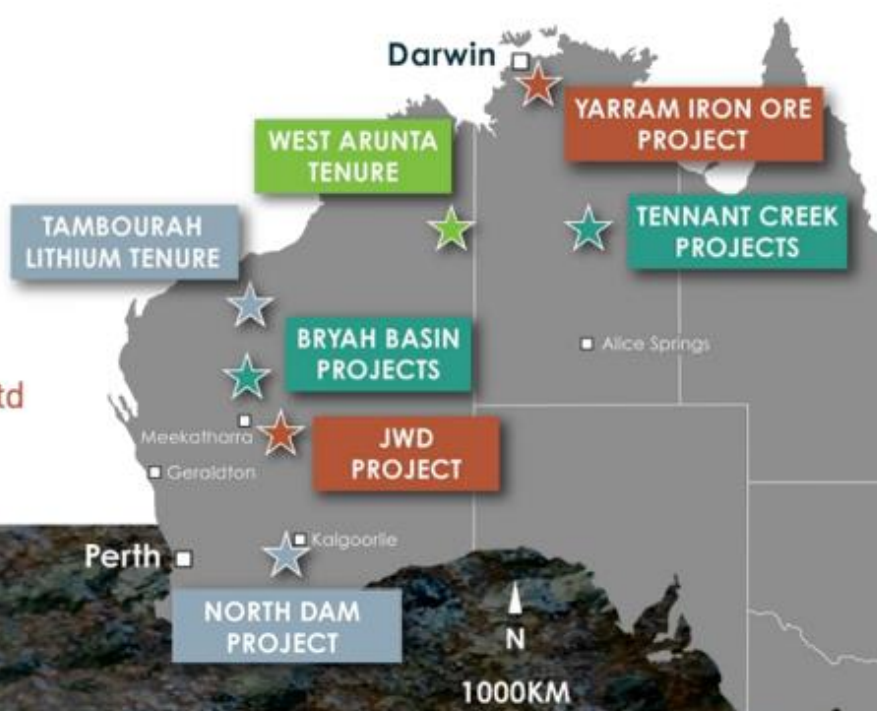 Darwin
YARRAM IRON ORE
PROJECT
WEST ARUNTA
TENURE
TAMBOURAH
LITHIUM TENURE
TENNANT CREEK
PROJECTS
BRYAH BASIN
PROJECTS
Alice Springs
td
Meekatharra
JWD
PROJECT
Geraldton
Perth
Kalgoorlie
NORTH DAM
PROJECT
N
1000KM